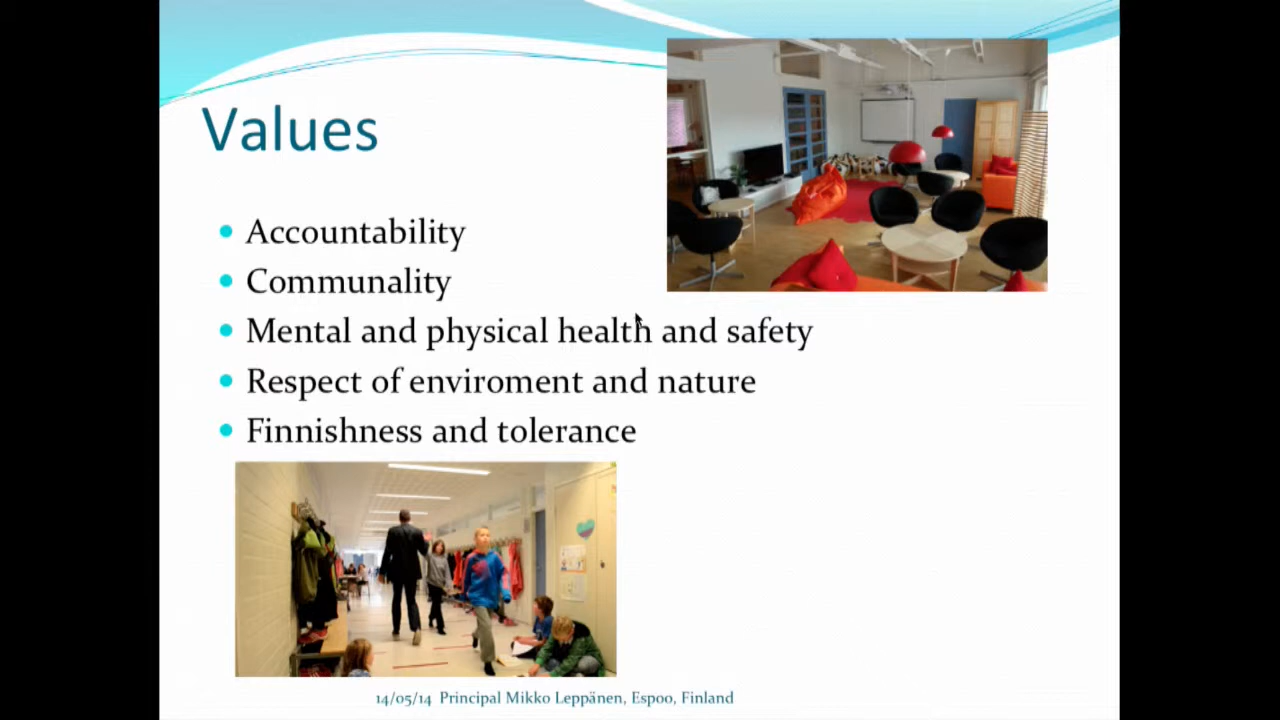 Values
Accountability
Communality
Mental and physical health and safety
Respect of enviroment and nature
Finnishness and tolerance
14/05/14 Principal Mikko Leppänen, Espoo, Finland